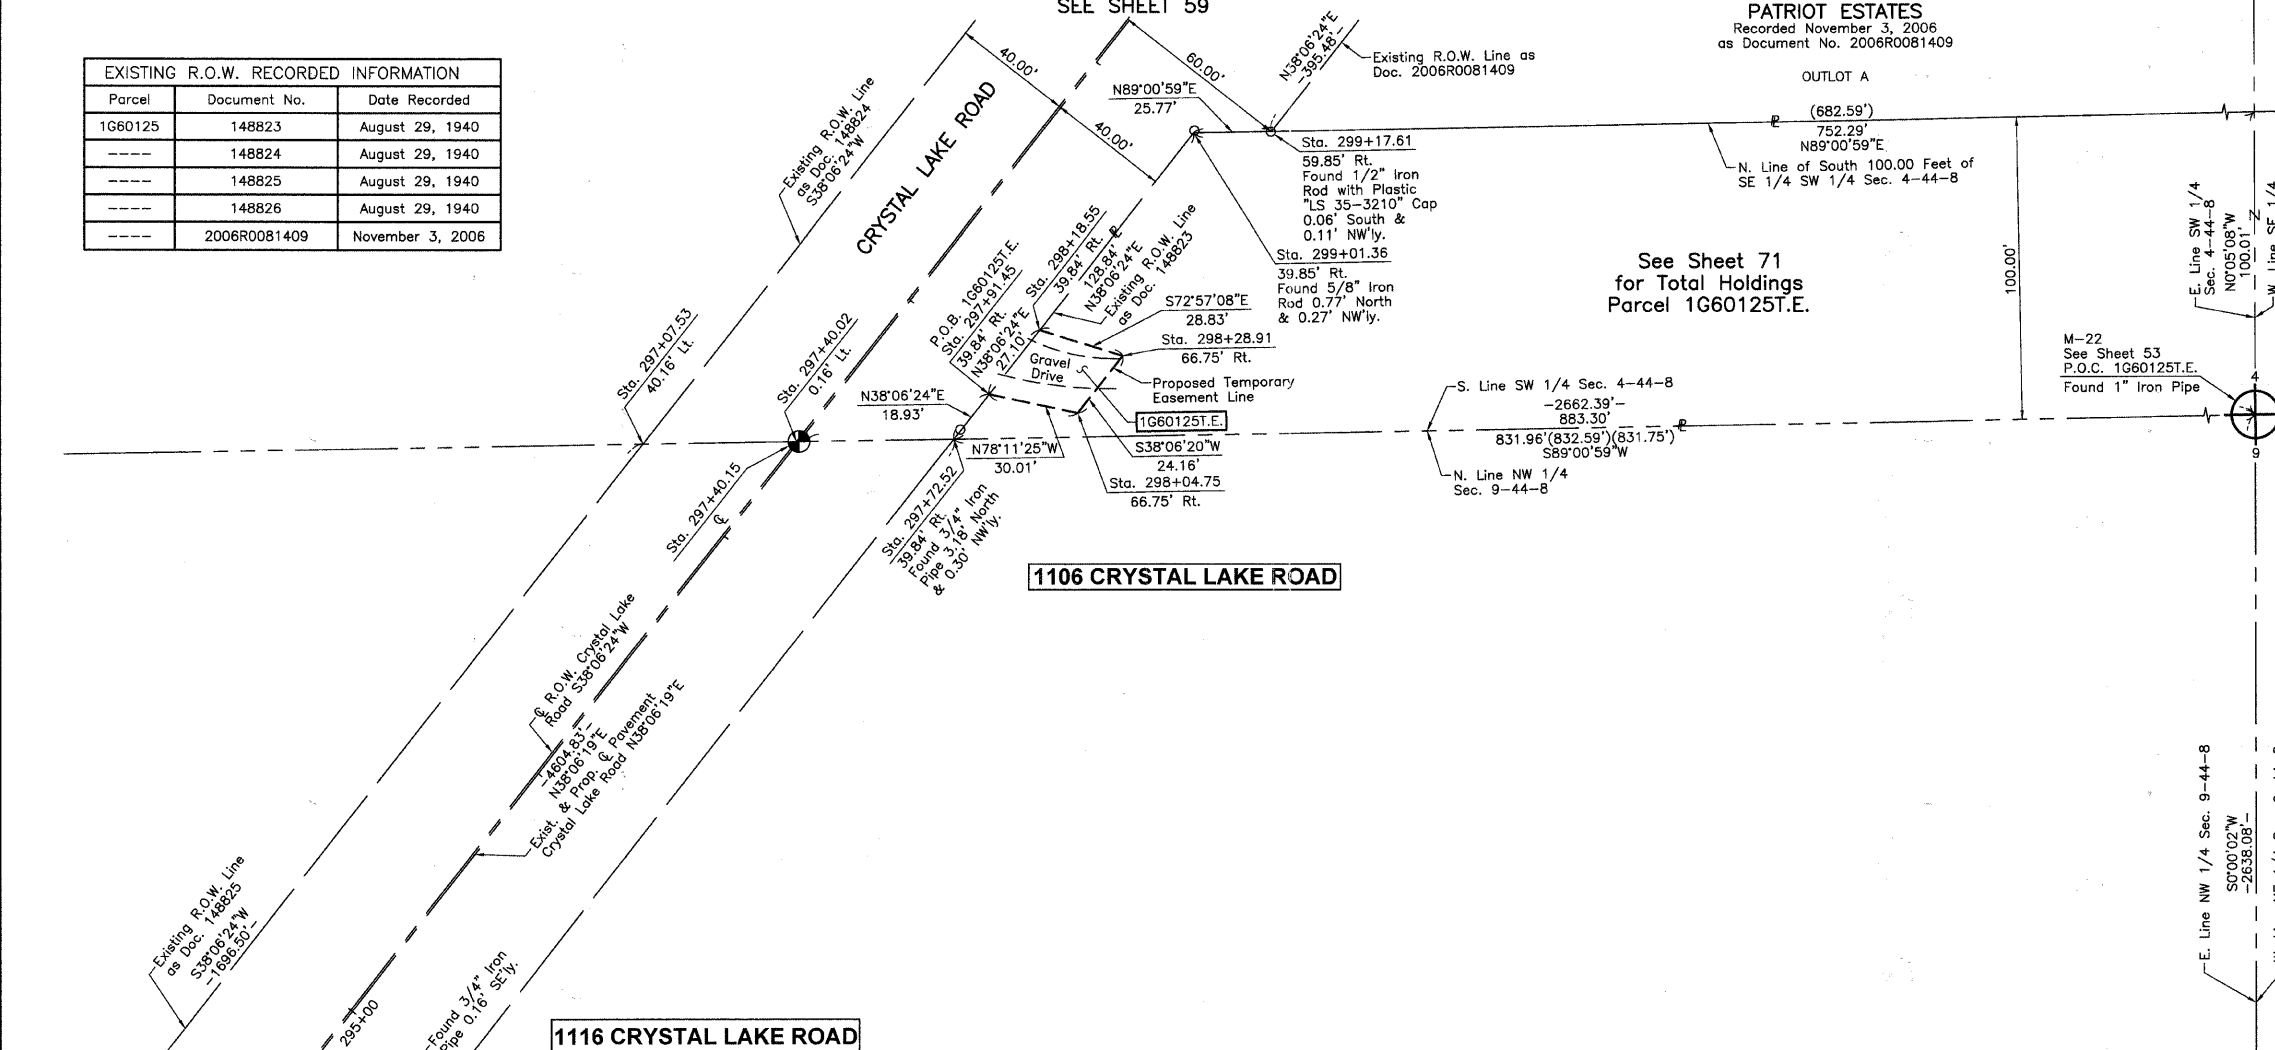 SEE SHEET 59
EXISTING R.O.W. RECORDED INFORMATION
Parcel Document No. Date Recorded
1G60125 148823 August 29, 1940
---- 148824 August 29, 1940
---- 148825 August 29, 1940
---- 148826 August 29, 1940
---- 2006R0081409 November 3, 2006
PATRIOT ESTATES
Recorded November 3, 2006
as Document No. 2006R0081409
OUTLOT A
(682.59')
752.29'
N89°00'59"E
N. Line of South 100.00 Feet of
SE 1/4 SW 1/4 Sec. 4-44-8
40.00'
60.00'
40.00'
N38°06'24"E
-395.48'-
Existing R.O.W. Line as
Doc. 2006R0081409
N89°00'59"E
25.77'
Existing R.O.W. Line
as Doc. 148824
S38°06'24"W
CRYSTAL LAKE ROAD
Sta. 299+17.61
59.85' Rt.
Found 1/2" Iron
Rod with Plastic
"LS 35-3210" Cap
0.06' South &
0.11' NW'ly.
Sta. 299+01.36
39.85' Rt.
Found 5/8" Iron
Rod 0.77' North
& 0.27' NW'ly.
See Sheet 71
for Total Holdings
Parcel 1G60125T.E.
100.00'
E. Line SW 1/4
Sec. 4-44-8
N0°05'08"W
100.01'
P.O.B. 1G60125T.E.
Sta. 297+91.45
39.84' Rt.
N38°06'24"E
27.10'
Sta. 298+18.55
39.84' Rt.
128.84'
N38°06'24"E
Existing R.O.W. Line
as Doc. 148823
S72°57'08"E
28.83'
Sta. 298+28.91
66.75' Rt.
Gravel
Drive
Proposed Temporary
Easement Line
1G60125T.E.
S38°06'20"W
24.16'
Sta. 298+04.75
66.75' Rt.
Sta. 297+07.53
40.16' Lt.
Sta. 297+40.02
0.16' Lt.
N38°06'24"E
18.93'
N78°11'25"W
30.01'
S. Line SW 1/4 Sec. 4-44-8
-2662.39'-
883.30'
831.96'(832.59')(831.75')
S89°00'59"W
N. Line NW 1/4
Sec. 9-44-8
M-22
See Sheet 53
P.O.C. 1G60125T.E.
Found 1" Iron Pipe
4
9
Sta. 297+40.15
Sta. 297+72.52
39.84' Rt.
Found 3/4" Iron
Pipe 3.18' North
& 0.30' NW'ly.
1106 CRYSTAL LAKE ROAD
℄ R.O.W. Crystal Lake
Road S38°06'24"W
-4604.83'-
N38°06'19"E
Exist. & Prop. ℄ Pavement
Crystal Lake Road N38°06'19"E
Existing R.O.W. Line
as Doc. 148825
S38°06'24"W
-1696.50'-
E. Line NW 1/4 Sec. 9-44-8
S0°00'02"W
-2638.08'-
295+00
Found 3/4" Iron
Pipe 0.16' SE'ly.
1116 CRYSTAL LAKE ROAD